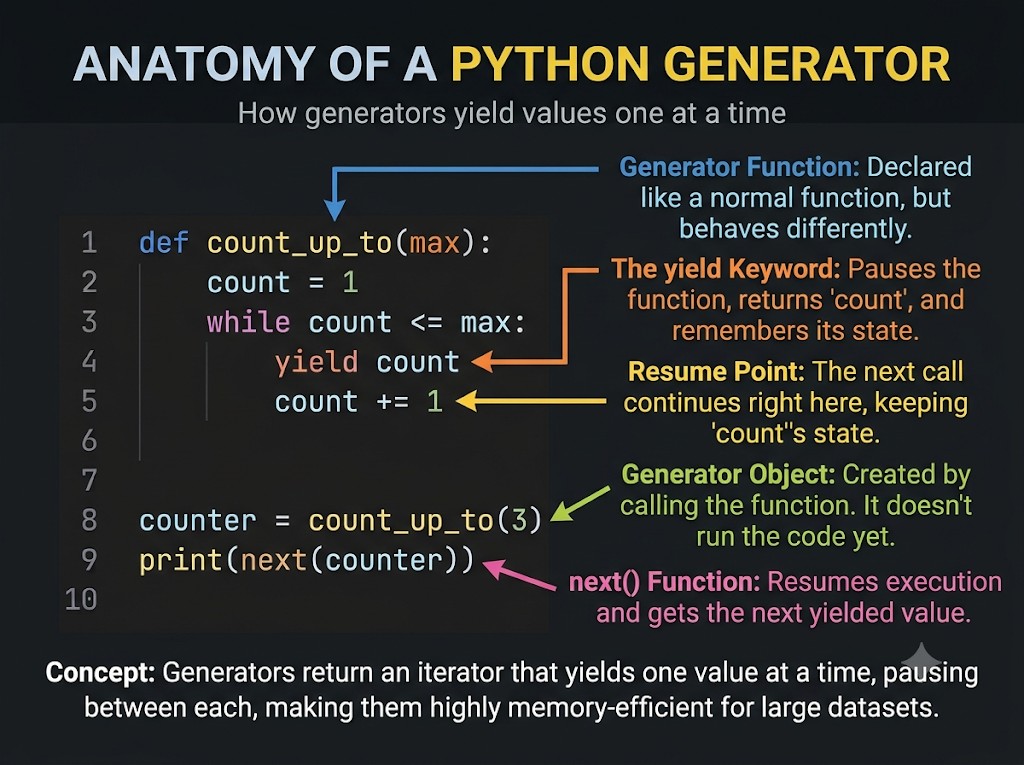 ANATOMY OF A PYTHON GENERATOR
How generators yield values one at a time
Generator Function: Declared
like a normal function, but
behaves differently.
1 def count_up_to(max):
2 count = 1
3 while count <= max:
4 yield count
5 count += 1
6
7
8 counter = count_up_to(3)
9 print(next(counter))
10
The yield Keyword: Pauses the
function, returns 'count', and
remembers its state.
Resume Point: The next call
continues right here, keeping
'count''s state.
Generator Object: Created by
calling the function. It doesn't
run the code yet.
next() Function: Resumes execution
and gets the next yielded value.
Concept: Generators return an iterator that yields one value at a time, pausing
between each, making them highly memory-efficient for large datasets.